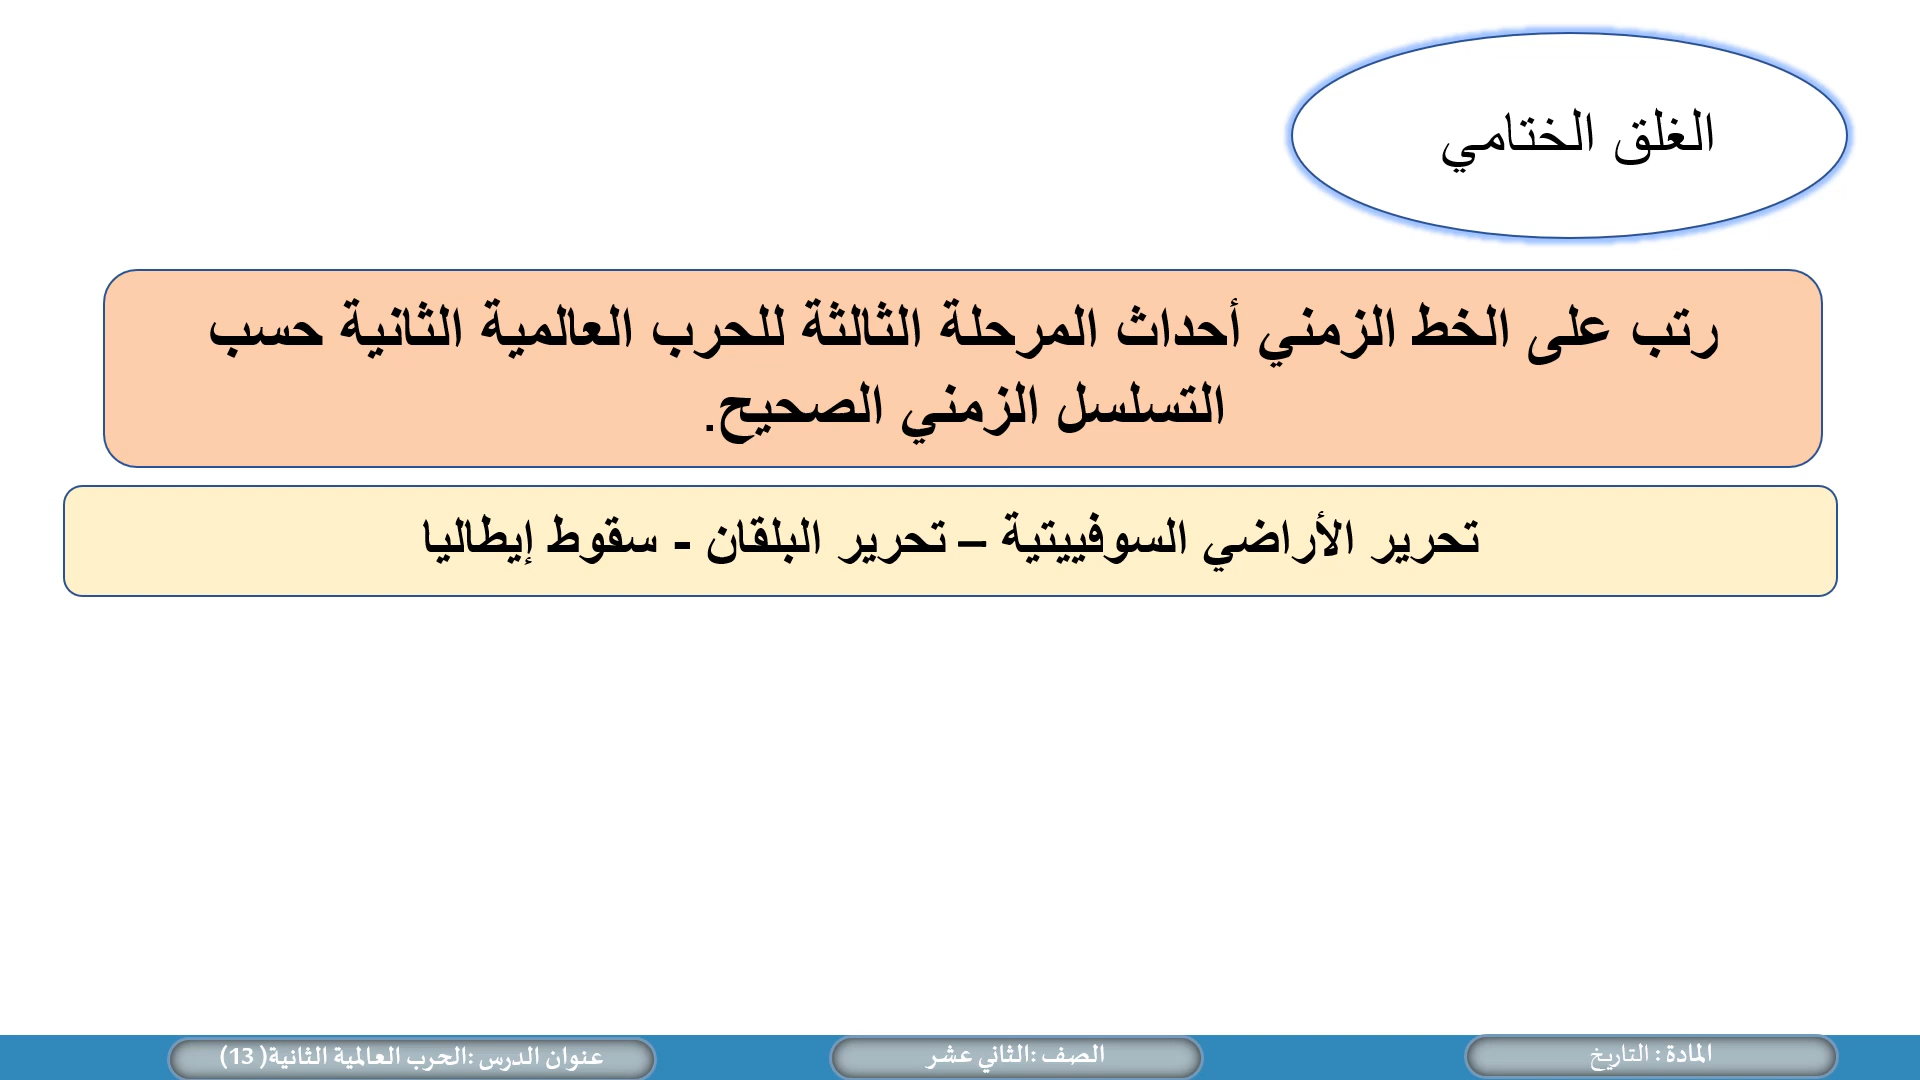 الغلق الختامي
رتب على الخط الزمني أحداث المرحلة الثالثة للحرب العالمية الثانية حسب
التسلسل الزمني الصحيح.
تحرير الأراضي السوفييتية – تحرير البلقان - سقوط إيطاليا
المادة : التاريخ
الصف :الثاني عشر
عنوان الدرس :الحرب العالمية الثانية( 13)